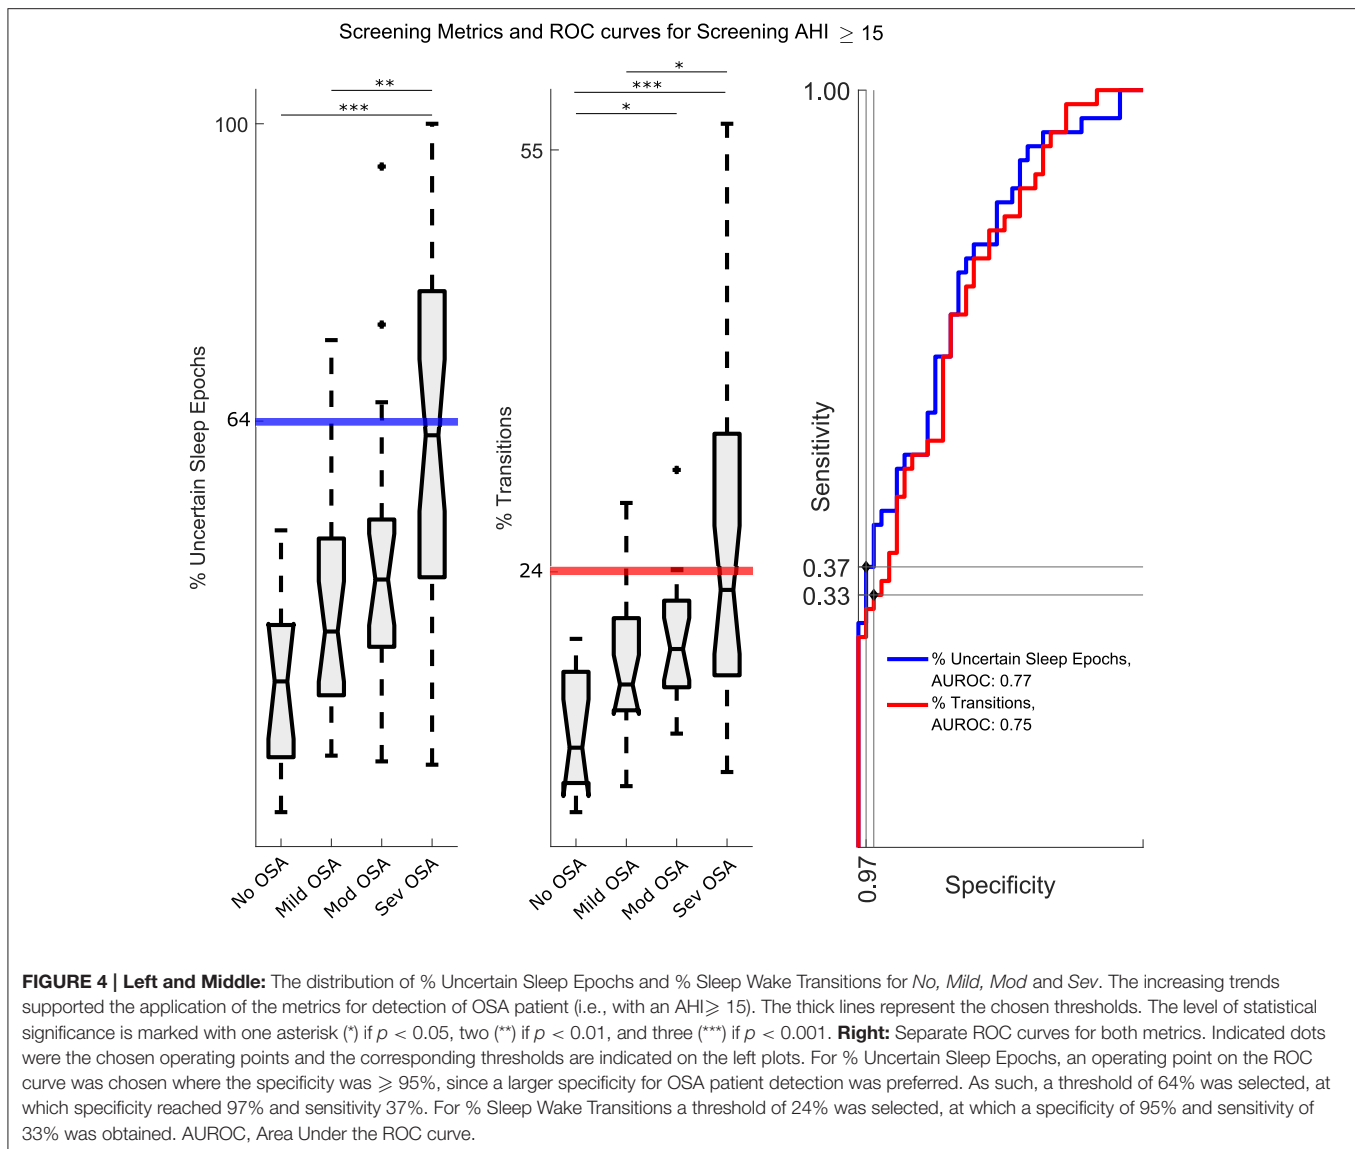 Screening Metrics and ROC curves for Screening AHI ≥ 15
**
***
100
64
% Uncertain Sleep Epochs
No OSA
Mild OSA
Mod OSA
Sev OSA
*
***
*
55
24
% Transitions
No OSA
Mild OSA
Mod OSA
Sev OSA
1.00
Sensitivity
0.37
0.33
% Uncertain Sleep Epochs,
AUROC: 0.77
% Transitions,
AUROC: 0.75
0.97
Specificity
FIGURE 4 | Left and Middle: The distribution of % Uncertain Sleep Epochs and % Sleep Wake Transitions for No, Mild, Mod and Sev. The increasing trends
supported the application of the metrics for detection of OSA patient (i.e., with an AHI≥ 15). The thick lines represent the chosen thresholds. The level of statistical
significance is marked with one asterisk (*) if p < 0.05, two (**) if p < 0.01, and three (***) if p < 0.001. Right: Separate ROC curves for both metrics. Indicated dots
were the chosen operating points and the corresponding thresholds are indicated on the left plots. For % Uncertain Sleep Epochs, an operating point on the ROC
curve was chosen where the specificity was ≥ 95%, since a larger specificity for OSA patient detection was preferred. As such, a threshold of 64% was selected, at
which specificity reached 97% and sensitivity 37%. For % Sleep Wake Transitions a threshold of 24% was selected, at which a specificity of 95% and sensitivity of
33% was obtained. AUROC, Area Under the ROC curve.